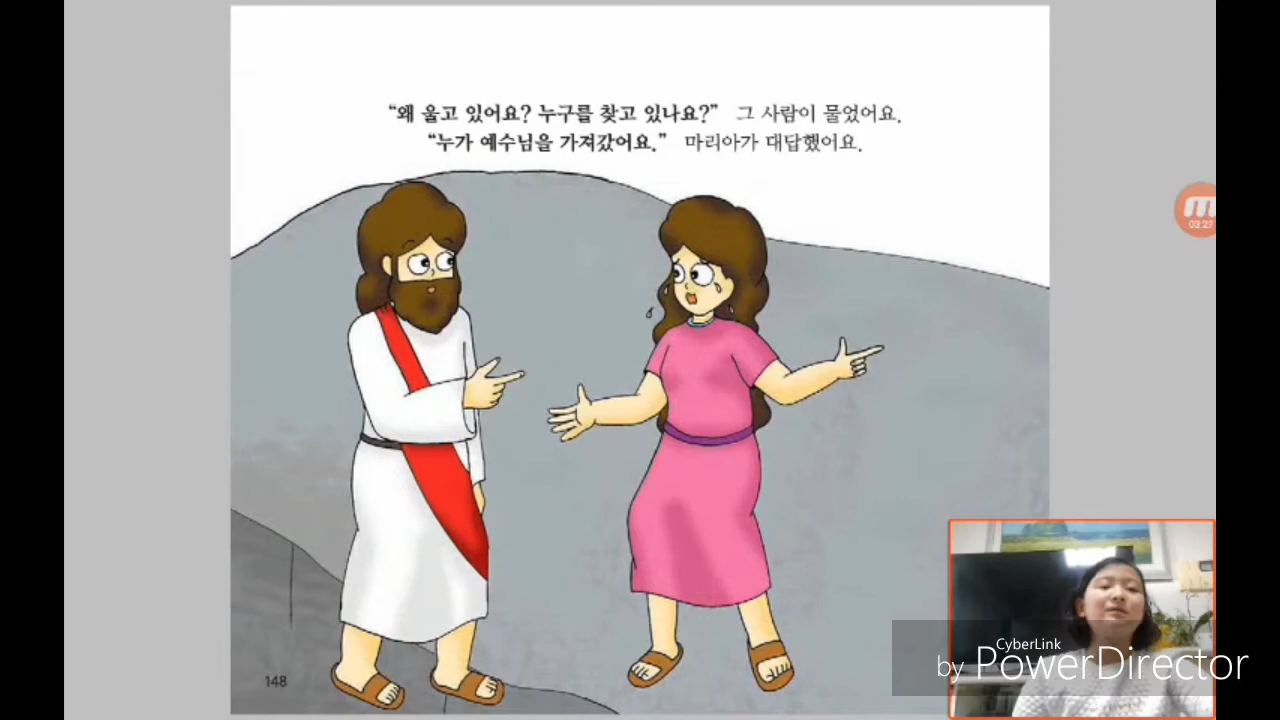 “왜 울고 있어요? 누구를 찾고 있나요?” 그 사람이 물었어요.
“누가 예수님을 가져갔어요.” 마리아가 대답했어요.
03:27
CyberLink
by PowerDirector
148